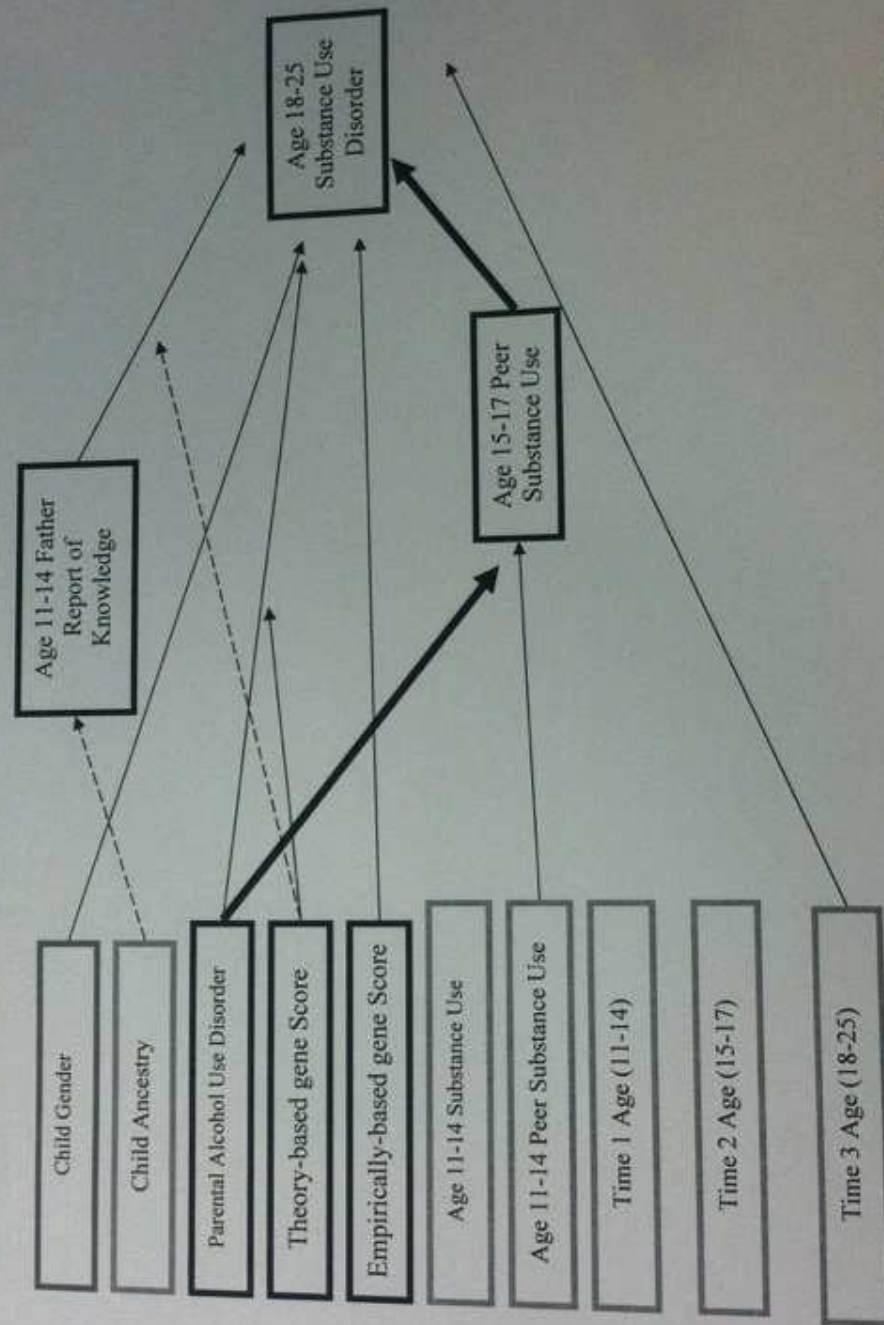 Child Gender
Child Ancestry
Parental Alcohol Use Disorder
Theory-based gene Score
Empirically-based gene Score
Age 11-14 Substance Use
Age 11-14 Peer Substance Use
Time 1 Age (11-14)
Time 2 Age (15-17)
Time 3 Age (18-25)
Age 11-14 Father
Report of
Knowledge
Age 15-17 Peer
Substance Use
Age 18-25
Substance Use
Disorder